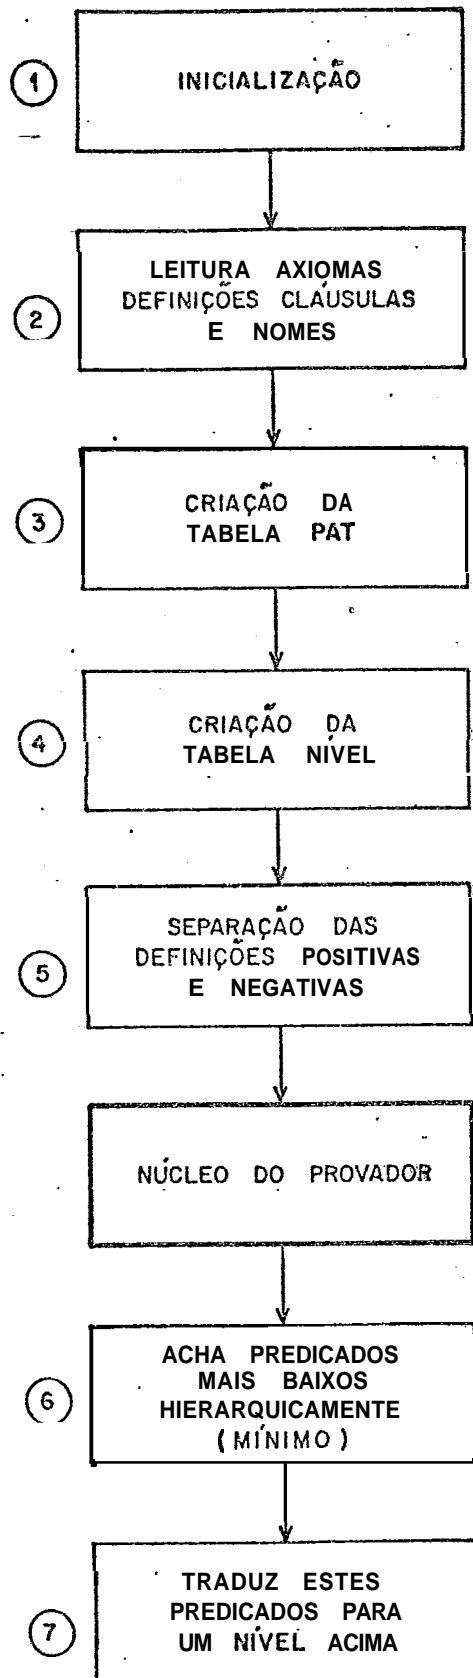 1
INICIALIZAÇÃO
2
LEITURA AXIOMAS
DEFINIÇÕES CLÁUSULAS
E NOMES
3
CRIAÇÃO DA
TABELA PAT
4
CRIAÇÃO DA
TABELA NÍVEL
5
SEPARAÇÃO DAS
DEFINIÇÕES POSITIVAS
E NEGATIVAS
NÚCLEO DO PROVADOR
6
ACHA PREDICADOS
MAIS BAIXOS
HIERARQUICAMENTE
(MÍNIMO)
7
TRADUZ ESTES
PREDICADOS PARA
UM NÍVEL ACIMA